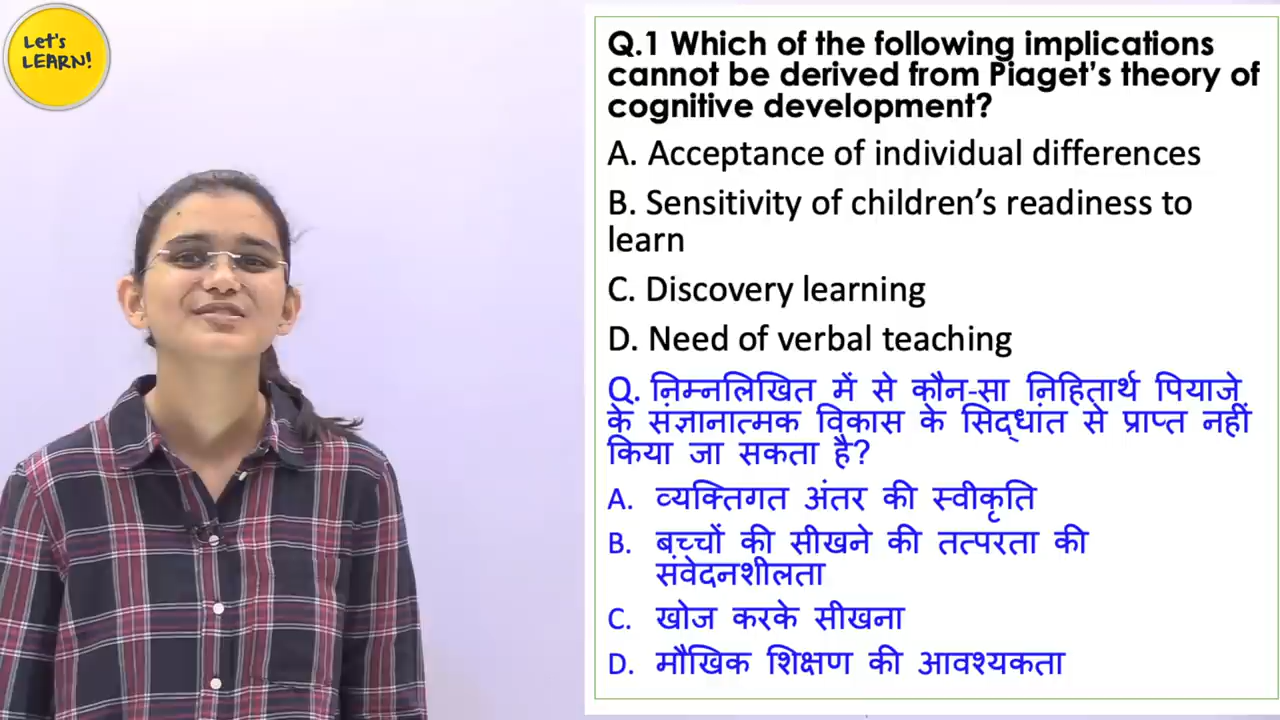 Let's
LEARN!
Q.1 Which of the following implications
cannot be derived from Piaget's theory of
cognitive development?
A. Acceptance of individual differences
B. Sensitivity of children's readiness to
learn
C. Discovery learning
D. Need of verbal teaching
Q. निम्नलिखित में से कौन-सा निहितार्थ पियाजे
के संज्ञानात्मक विकास के सिद्धांत से प्राप्त नहीं
किया जा सकता है?
A. व्यक्तिगत अंतर की स्वीकृति
B. बच्चों की सीखने की तत्परता की
संवेदनशीलता
C. खोज करके सीखना
D. मौखिक शिक्षण की आवश्यकता